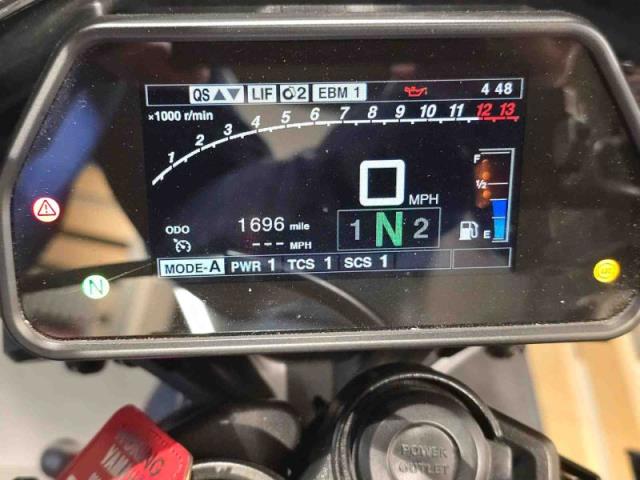 QS LIF 2 EBM 1 4 48
×1000 r/min
1 2 3 4 5 6 7 8 9 10 11 12 13
F
1/2
E
0 MPH
ODO 1696 mile
--- MPH
1 N 2
MODE-A PWR 1 TCS 1 SCS 1
N
ABS
POWER
OUTLET